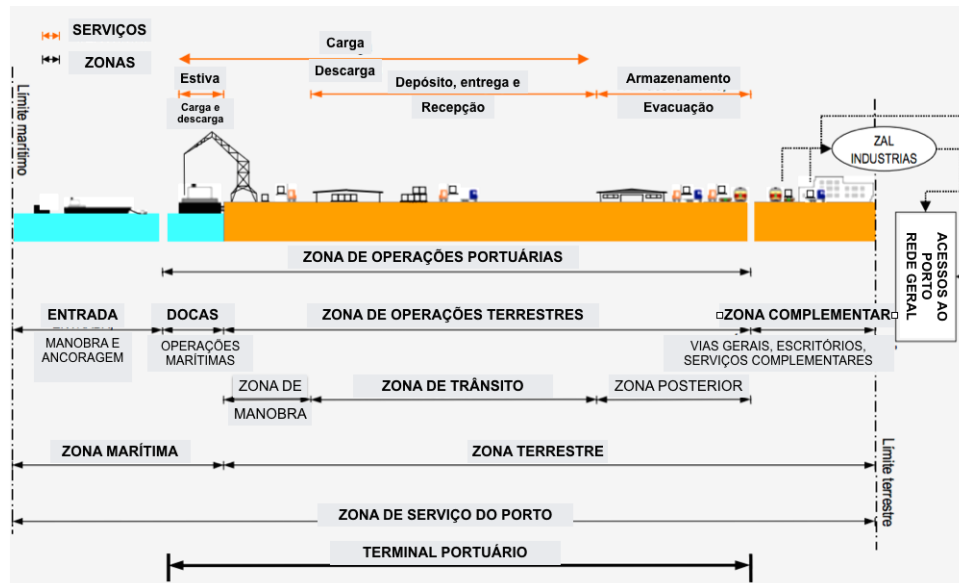 SERVIÇOS
ZONAS
Carga
Descarga
Estiva
Carga e
descarga
Depósito, entrega e
Recepção
Armazenamento
Evacuação
Límite marítimo
ZAL
INDUSTRIAS
ACESSOS AO
PORTO
REDE GERAL
ZONA DE OPERAÇÕES PORTUÁRIAS
ENTRADA
MANOBRA E
ANCORAGEM
DOCAS
OPERAÇÕES
MARÍTIMAS
ZONA DE OPERAÇÕES TERRESTRES
ZONA COMPLEMENTAR
VIAS GERAIS, ESCRITÓRIOS,
SERVIÇOS COMPLEMENTARES
ZONA DE
MANOBRA
ZONA DE TRÂNSITO
ZONA POSTERIOR
ZONA MARÍTIMA
ZONA TERRESTRE
Límite terrestre
ZONA DE SERVIÇO DO PORTO
TERMINAL PORTUÁRIO